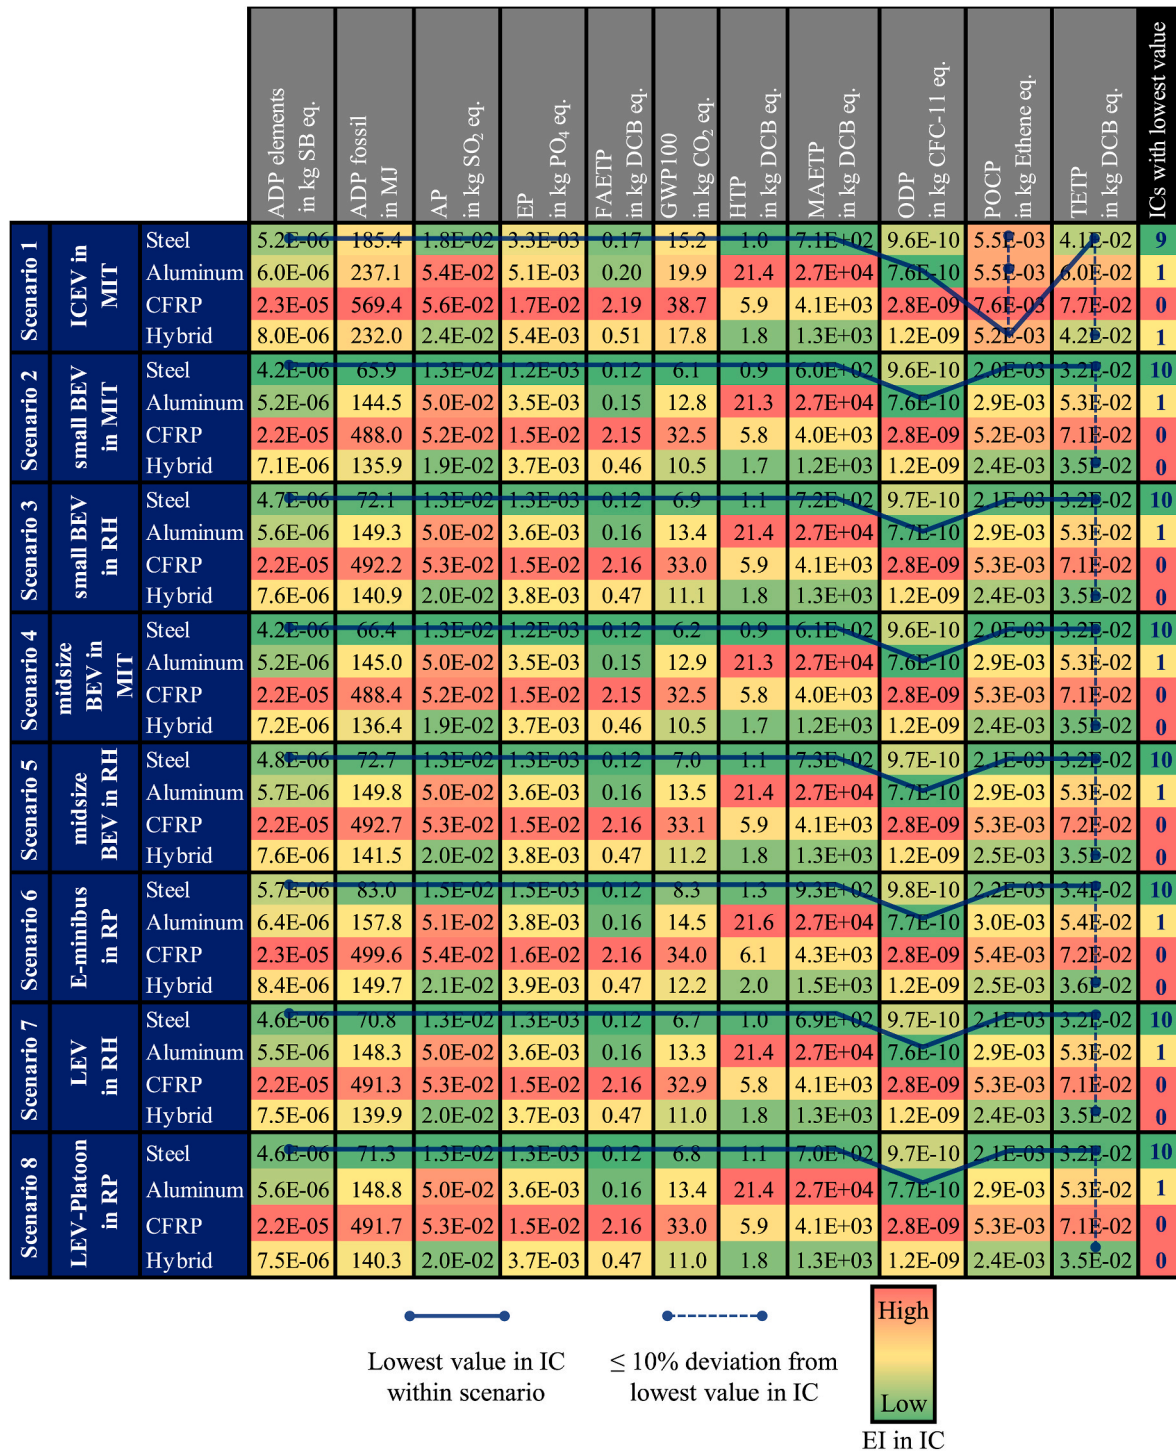 ADP elements
in kg SB eq.
ADP fossil
in MJ
AP
in kg SO₂ eq.
EP
in kg PO₄ eq.
FAETP
in kg DCB eq.
GWP100
in kg CO₂ eq.
HTP
in kg DCB eq.
MAETP
in kg DCB eq.
ODP
in kg CFC-11 eq.
POCP
in kg Ethene eq.
TETP
in kg DCB eq.
ICs with lowest value
Scenario 1
ICEV in
MIT
Steel 5.2E-06 185.4 1.8E-02 3.3E-03 0.17 15.2 1.0 7.1E+02 9.6E-10 5.5E-03 4.1E-02 9
Aluminum 6.0E-06 237.1 5.4E-02 5.1E-03 0.20 19.9 21.4 2.7E+04 7.6E-10 5.5E-03 6.0E-02 1
CFRP 2.3E-05 569.4 5.6E-02 1.7E-02 2.19 38.7 5.9 4.1E+03 2.8E-09 7.6E-03 7.7E-02 0
Hybrid 8.0E-06 232.0 2.4E-02 5.4E-03 0.51 17.8 1.8 1.3E+03 1.2E-09 5.2E-03 4.2E-02 1
Scenario 2
small BEV
in MIT
Steel 4.2E-06 65.9 1.3E-02 1.2E-03 0.12 6.1 0.9 6.0E+02 9.6E-10 2.0E-03 3.2E-02 10
Aluminum 5.2E-06 144.5 5.0E-02 3.5E-03 0.15 12.8 21.3 2.7E+04 7.6E-10 2.9E-03 5.3E-02 1
CFRP 2.2E-05 488.0 5.2E-02 1.5E-02 2.15 32.5 5.8 4.0E+03 2.8E-09 5.2E-03 7.1E-02 0
Hybrid 7.1E-06 135.9 1.9E-02 3.7E-03 0.46 10.5 1.7 1.2E+03 1.2E-09 2.4E-03 3.5E-02 0
Scenario 3
small BEV
in RH
Steel 4.7E-06 72.1 1.3E-02 1.3E-03 0.12 6.9 1.1 7.2E+02 9.7E-10 2.1E-03 3.2E-02 10
Aluminum 5.6E-06 149.3 5.0E-02 3.6E-03 0.16 13.4 21.4 2.7E+04 7.7E-10 2.9E-03 5.3E-02 1
CFRP 2.2E-05 492.2 5.3E-02 1.5E-02 2.16 33.0 5.9 4.1E+03 2.8E-09 5.3E-03 7.1E-02 0
Hybrid 7.6E-06 140.9 2.0E-02 3.8E-03 0.47 11.1 1.8 1.3E+03 1.2E-09 2.4E-03 3.5E-02 0
Scenario 4
midsize
BEV in
MIT
Steel 4.2E-06 66.4 1.3E-02 1.2E-03 0.12 6.2 0.9 6.1E+02 9.6E-10 2.0E-03 3.2E-02 10
Aluminum 5.2E-06 145.0 5.0E-02 3.5E-03 0.15 12.9 21.3 2.7E+04 7.6E-10 2.9E-03 5.3E-02 1
CFRP 2.2E-05 488.4 5.2E-02 1.5E-02 2.15 32.5 5.8 4.0E+03 2.8E-09 5.3E-03 7.1E-02 0
Hybrid 7.2E-06 136.4 1.9E-02 3.7E-03 0.46 10.5 1.7 1.2E+03 1.2E-09 2.4E-03 3.5E-02 0
Scenario 5
midsize
BEV in RH
Steel 4.8E-06 72.7 1.3E-02 1.3E-03 0.12 7.0 1.1 7.3E+02 9.7E-10 2.1E-03 3.2E-02 10
Aluminum 5.7E-06 149.8 5.0E-02 3.6E-03 0.16 13.5 21.4 2.7E+04 7.7E-10 2.9E-03 5.3E-02 1
CFRP 2.2E-05 492.7 5.3E-02 1.5E-02 2.16 33.1 5.9 4.1E+03 2.8E-09 5.3E-03 7.2E-02 0
Hybrid 7.6E-06 141.5 2.0E-02 3.8E-03 0.47 11.2 1.8 1.3E+03 1.2E-09 2.5E-03 3.5E-02 0
Scenario 6
E-minibus
in RP
Steel 5.7E-06 83.0 1.5E-02 1.5E-03 0.12 8.3 1.3 9.3E+02 9.8E-10 2.2E-03 3.4E-02 10
Aluminum 6.4E-06 157.8 5.1E-02 3.8E-03 0.16 14.5 21.6 2.7E+04 7.7E-10 3.0E-03 5.4E-02 1
CFRP 2.3E-05 499.6 5.4E-02 1.6E-02 2.16 34.0 6.1 4.3E+03 2.8E-09 5.4E-03 7.2E-02 0
Hybrid 8.4E-06 149.7 2.1E-02 3.9E-03 0.47 12.2 2.0 1.5E+03 1.2E-09 2.5E-03 3.6E-02 0
Scenario 7
LEV
in RH
Steel 4.6E-06 70.8 1.3E-02 1.3E-03 0.12 6.7 1.0 6.9E+02 9.7E-10 2.1E-03 3.2E-02 10
Aluminum 5.5E-06 148.3 5.0E-02 3.6E-03 0.16 13.3 21.4 2.7E+04 7.6E-10 2.9E-03 5.3E-02 1
CFRP 2.2E-05 491.3 5.3E-02 1.5E-02 2.16 32.9 5.8 4.1E+03 2.8E-09 5.3E-03 7.1E-02 0
Hybrid 7.5E-06 139.9 2.0E-02 3.7E-03 0.47 11.0 1.8 1.3E+03 1.2E-09 2.4E-03 3.5E-02 0
Scenario 8
LEV-Platoon
in RP
Steel 4.6E-06 71.3 1.3E-02 1.3E-03 0.12 6.8 1.1 7.0E+02 9.7E-10 2.1E-03 3.2E-02 10
Aluminum 5.6E-06 148.8 5.0E-02 3.6E-03 0.16 13.4 21.4 2.7E+04 7.7E-10 2.9E-03 5.3E-02 1
CFRP 2.2E-05 491.7 5.3E-02 1.5E-02 2.16 33.0 5.9 4.1E+03 2.8E-09 5.3E-03 7.1E-02 0
Hybrid 7.5E-06 140.3 2.0E-02 3.7E-03 0.47 11.0 1.8 1.3E+03 1.2E-09 2.4E-03 3.5E-02 0
Lowest value in IC
within scenario
≤ 10% deviation from
lowest value in IC
High
Low
EI in IC